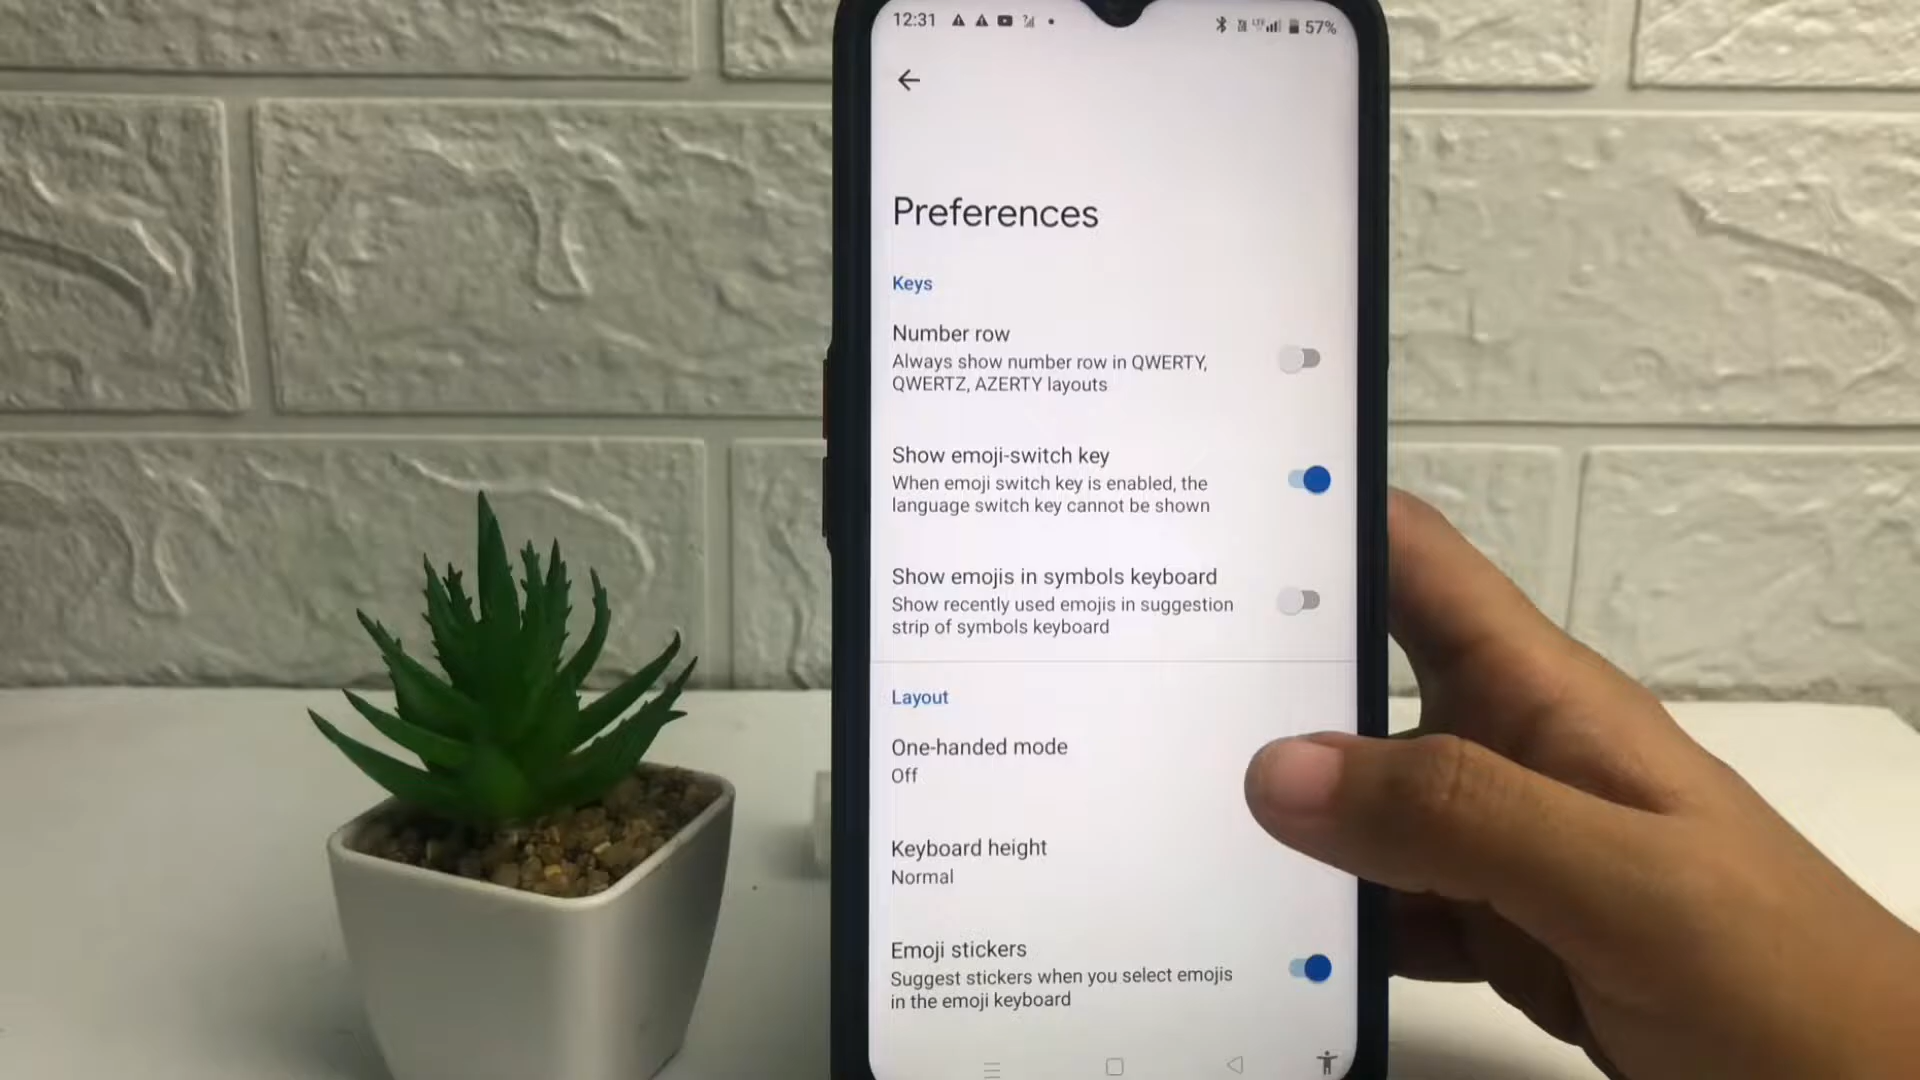 12:31
57%
Preferences
Keys
Number row
Always show number row in QWERTY,
QWERTZ, AZERTY layouts
Show emoji-switch key
When emoji switch key is enabled, the
language switch key cannot be shown
Show emojis in symbols keyboard
Show recently used emojis in suggestion
strip of symbols keyboard
Layout
One-handed mode
Off
Keyboard height
Normal
Emoji stickers
Suggest stickers when you select emojis
in the emoji keyboard